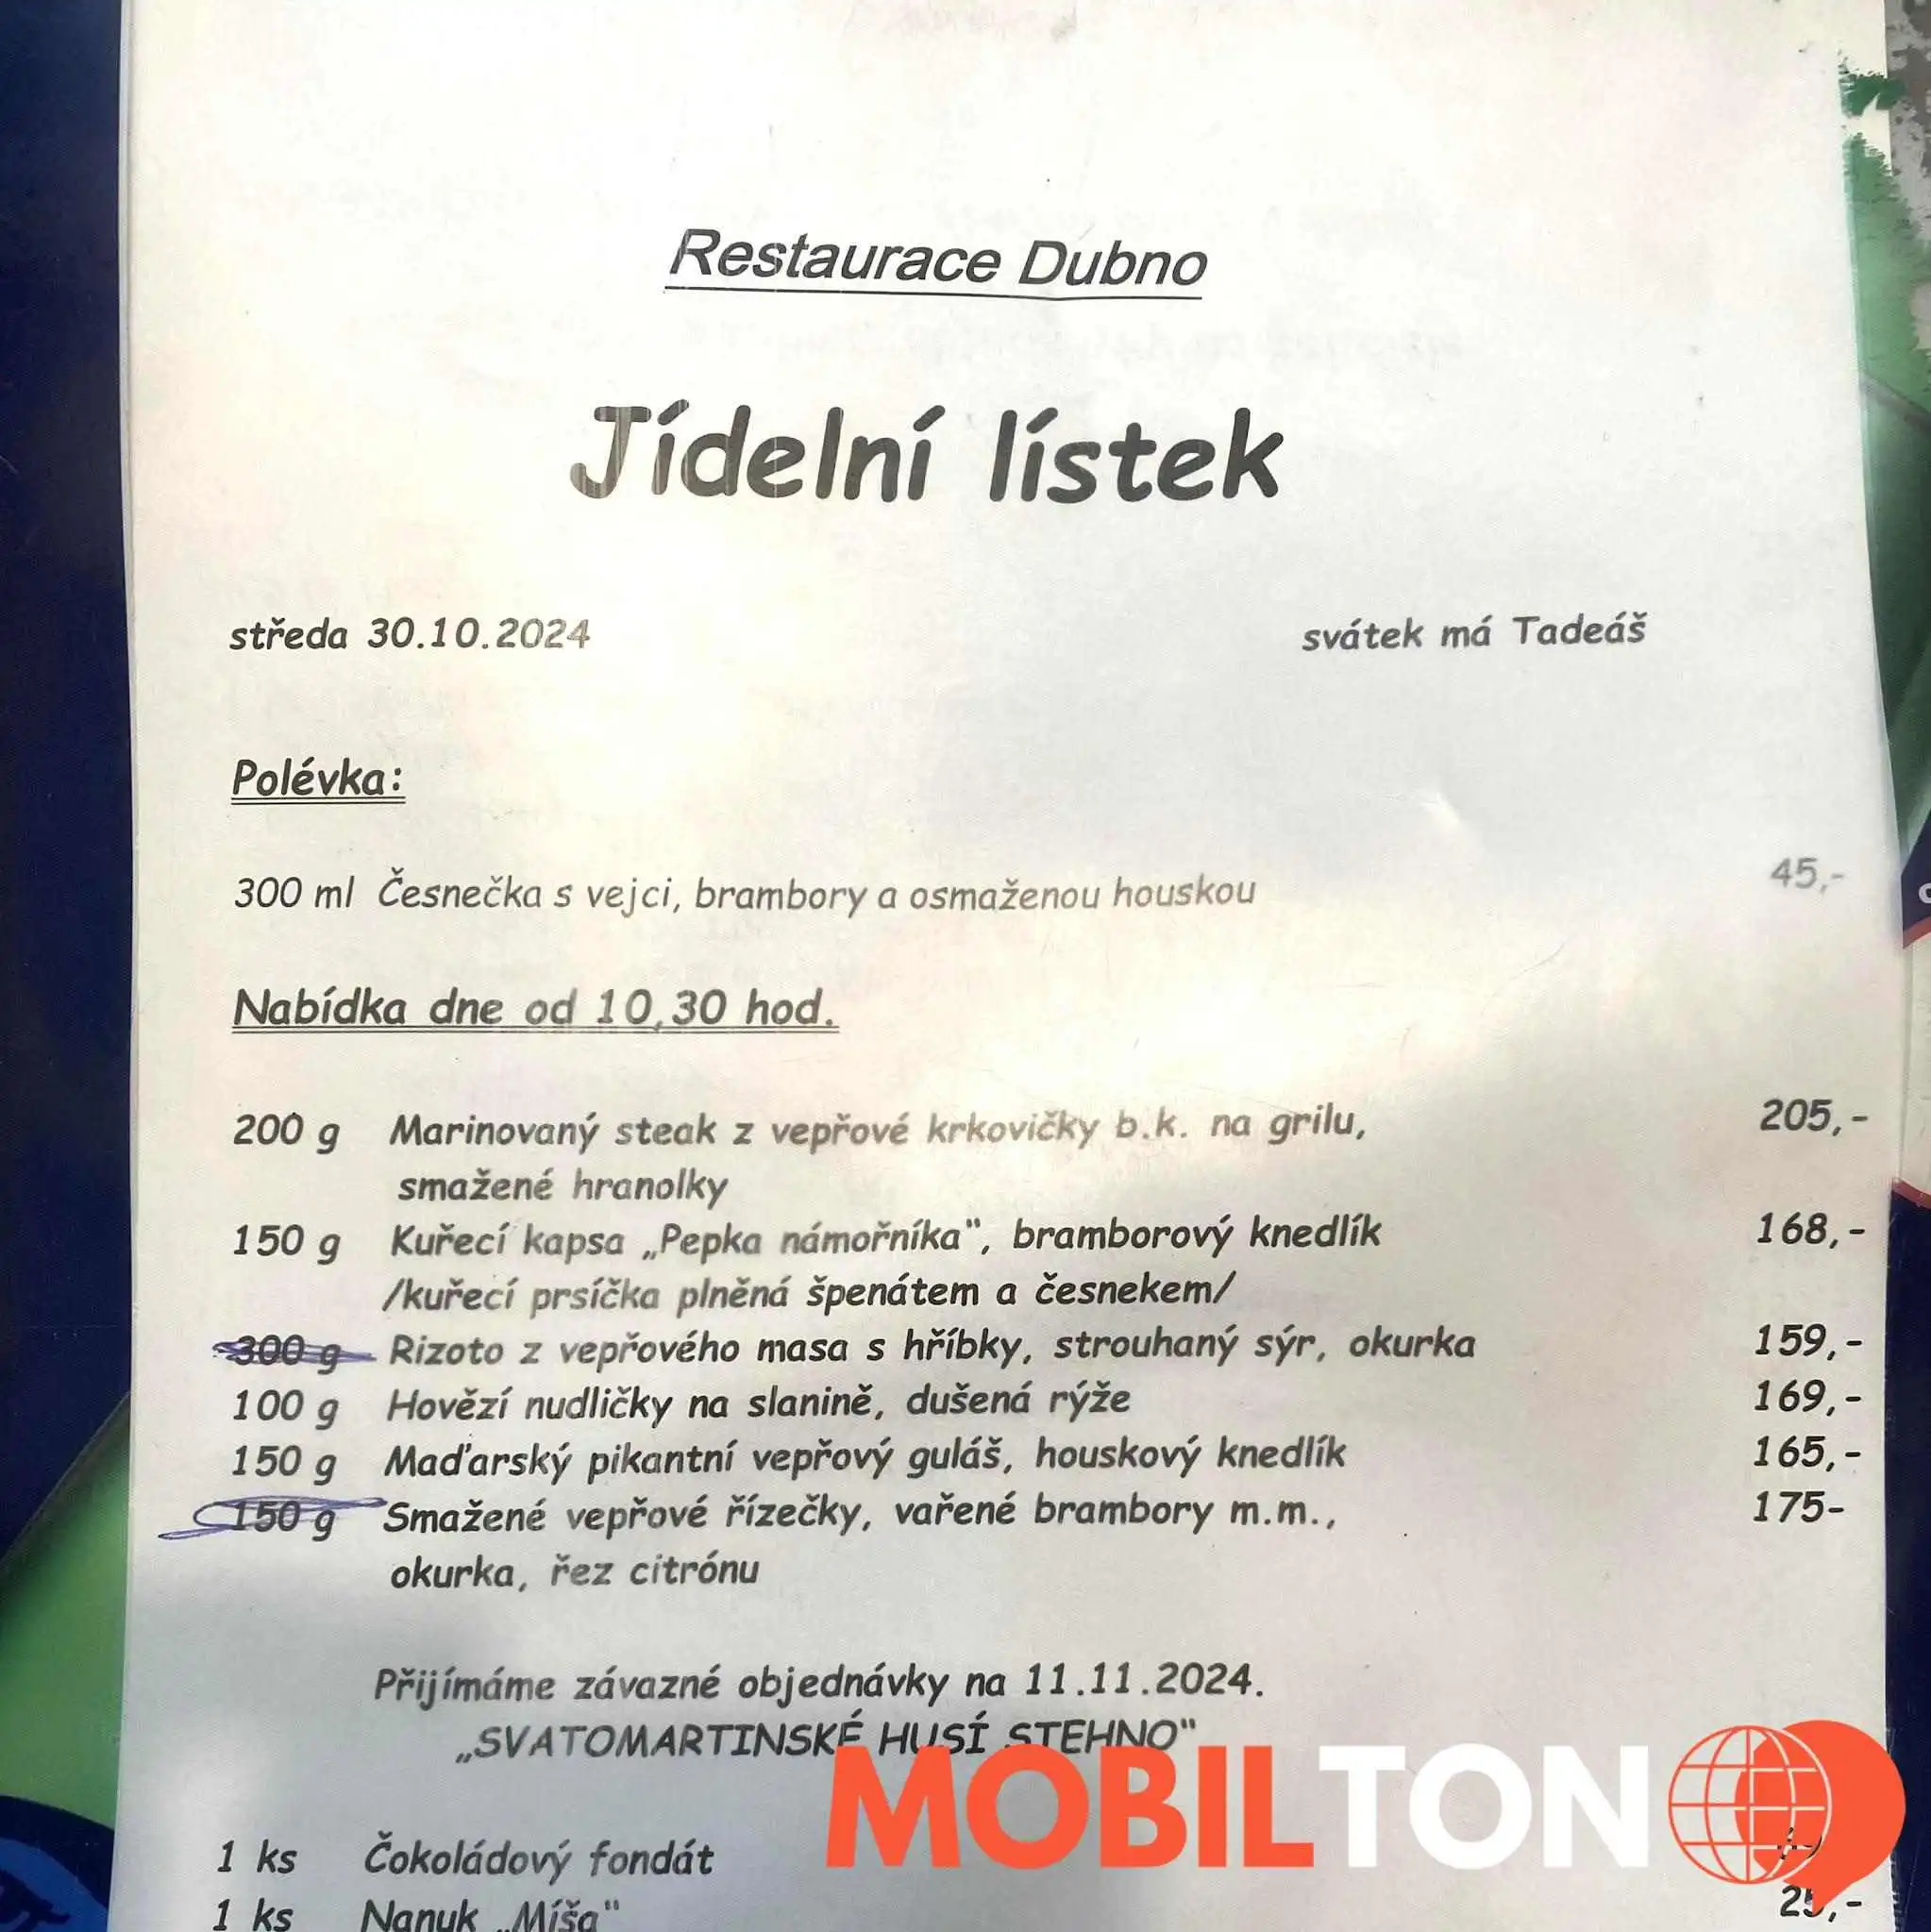 Restaurace Dubno
Jídelní lístek
středa 30.10.2024 svátek má Tadeáš
Polévka:
300 ml Česnečka s vejci, brambory a osmaženou houskou 45,-
Nabídka dne od 10,30 hod.
200 g Marinovaný steak z vepřové krkovičky b.k. na grilu, 205,-
smažené hranolky
150 g Kuřecí kapsa „Pepka námořníka", bramborový knedlík 168,-
/kuřecí prsíčka plněná špenátem a česnekem/
300 g Rizoto z vepřového masa s hříbky, strouhaný sýr, okurka 159,-
100 g Hovězí nudličky na slanině, dušená rýže 169,-
150 g Maďarský pikantní vepřový guláš, houskový knedlík 165,-
150 g Smažené vepřové řízečky, vařené brambory m.m., 175-
okurka, řez citrónu
Přijímáme závazné objednávky na 11.11.2024.
„SVATOMARTINSKÉ HUSÍ STEHNO"
MOBILTON
1 ks Čokoládový fondát
1 ks Nanuk „Míša" 25,-